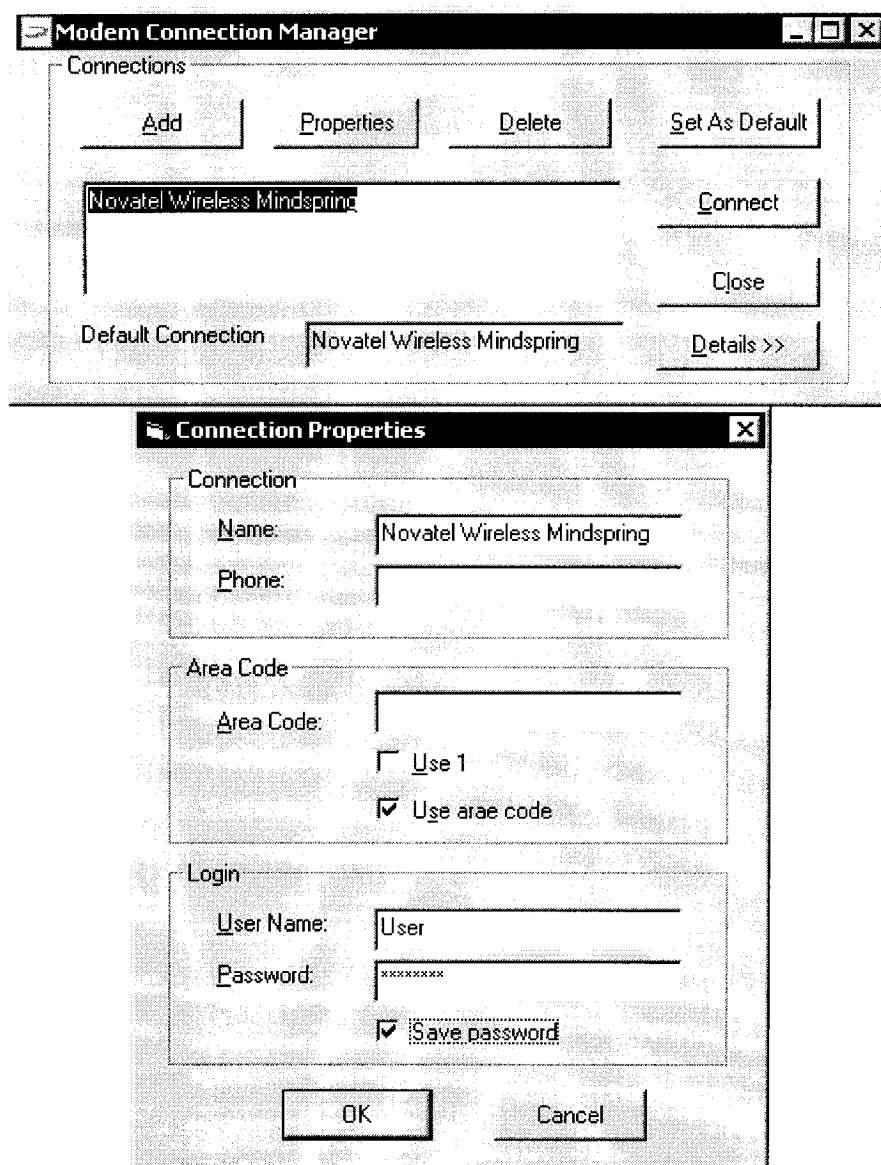 Modem Connection Manager
Connections
Add Properties Delete Set As Default
Novatel Wireless Mindspring
Connect
Close
Default Connection Novatel Wireless Mindspring Details >>
Connection Properties
Connection
Name: Novatel Wireless Mindspring
Phone:
Area Code
Area Code:
Use 1
Use arae code
Login
User Name: User
Password: ********
Save password
OK Cancel